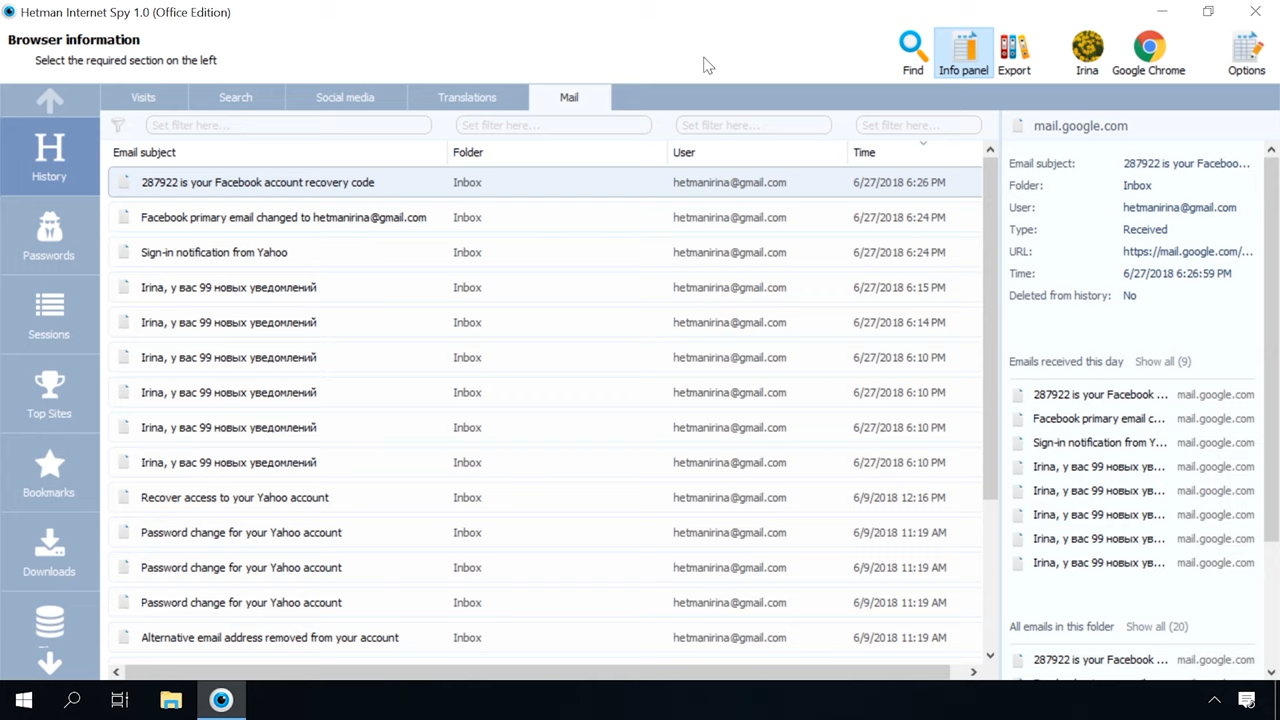 Hetman Internet Spy 1.0 (Office Edition)
Browser information
Select the required section on the left
Find
Info panel
Export
Irina
Google Chrome
Options
Visits
Search
Social media
Translations
Mail
Set filter here...
Set filter here...
Set filter here...
Set filter here...
mail.google.com
Email subject Folder User Time
287922 is your Facebook account recovery code Inbox hetmanirina@gmail.com 6/27/2018 6:26 PM
Facebook primary email changed to hetmanirina@gmail.com Inbox hetmanirina@gmail.com 6/27/2018 6:24 PM
Sign-in notification from Yahoo Inbox hetmanirina@gmail.com 6/27/2018 6:24 PM
Irina, у вас 99 новых уведомлений Inbox hetmanirina@gmail.com 6/27/2018 6:15 PM
Irina, у вас 99 новых уведомлений Inbox hetmanirina@gmail.com 6/27/2018 6:14 PM
Irina, у вас 99 новых уведомлений Inbox hetmanirina@gmail.com 6/27/2018 6:10 PM
Irina, у вас 99 новых уведомлений Inbox hetmanirina@gmail.com 6/27/2018 6:10 PM
Irina, у вас 99 новых уведомлений Inbox hetmanirina@gmail.com 6/27/2018 6:10 PM
Irina, у вас 99 новых уведомлений Inbox hetmanirina@gmail.com 6/27/2018 6:10 PM
Recover access to your Yahoo account Inbox hetmanirina@gmail.com 6/9/2018 12:16 PM
Password change for your Yahoo account Inbox hetmanirina@gmail.com 6/9/2018 11:19 AM
Password change for your Yahoo account Inbox hetmanirina@gmail.com 6/9/2018 11:19 AM
Password change for your Yahoo account Inbox hetmanirina@gmail.com 6/9/2018 11:19 AM
Alternative email address removed from your account Inbox hetmanirina@gmail.com 6/9/2018 11:19 AM
H
History
Passwords
Sessions
Top Sites
Bookmarks
Downloads
Email subject: 287922 is your Faceboo...
Folder: Inbox
User: hetmanirina@gmail.com
Type: Received
URL: https://mail.google.com/...
Time: 6/27/2018 6:26:59 PM
Deleted from history: No
Emails received this day Show all (9)
287922 is your Facebook ... mail.google.com
Facebook primary email c... mail.google.com
Sign-in notification from Y... mail.google.com
Irina, у вас 99 новых ув... mail.google.com
Irina, у вас 99 новых ув... mail.google.com
Irina, у вас 99 новых ув... mail.google.com
Irina, у вас 99 новых ув... mail.google.com
Irina, у вас 99 новых ув... mail.google.com
All emails in this folder Show all (20)
287922 is your Facebook ... mail.google.com